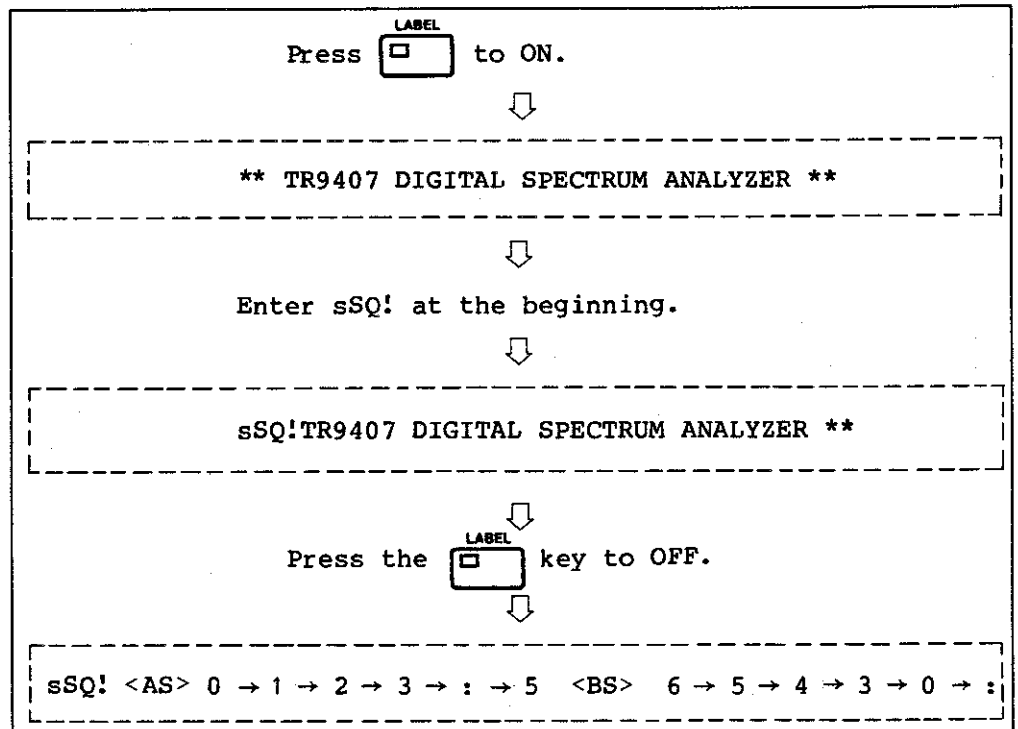 LABEL
Press to ON.
** TR9407 DIGITAL SPECTRUM ANALYZER **
Enter sSQ! at the beginning.
sSQ!TR9407 DIGITAL SPECTRUM ANALYZER **
LABEL
Press the key to OFF.
sSQ! <AS> 0 → 1 → 2 → 3 → : → 5 <BS> 6 → 5 → 4 → 3 → 0 → :